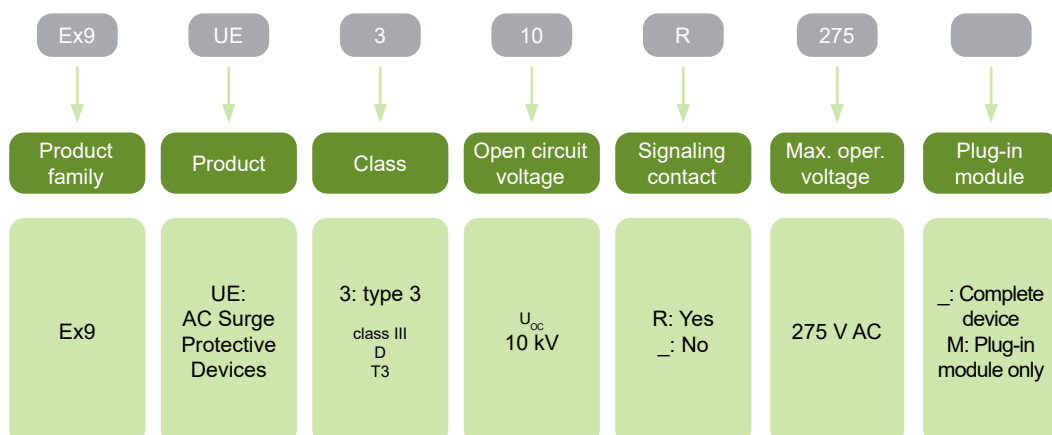 Ex9
UE
3
10
R
275
Product
family
Product
Class
Open circuit
voltage
Signaling
contact
Max. oper.
voltage
Plug-in
module
Ex9
UE:
AC Surge
Protective
Devices
3: type 3
class III
D
T3
UOC
10 kV
R: Yes
_: No
275 V AC
_: Complete
device
M: Plug-in
module only